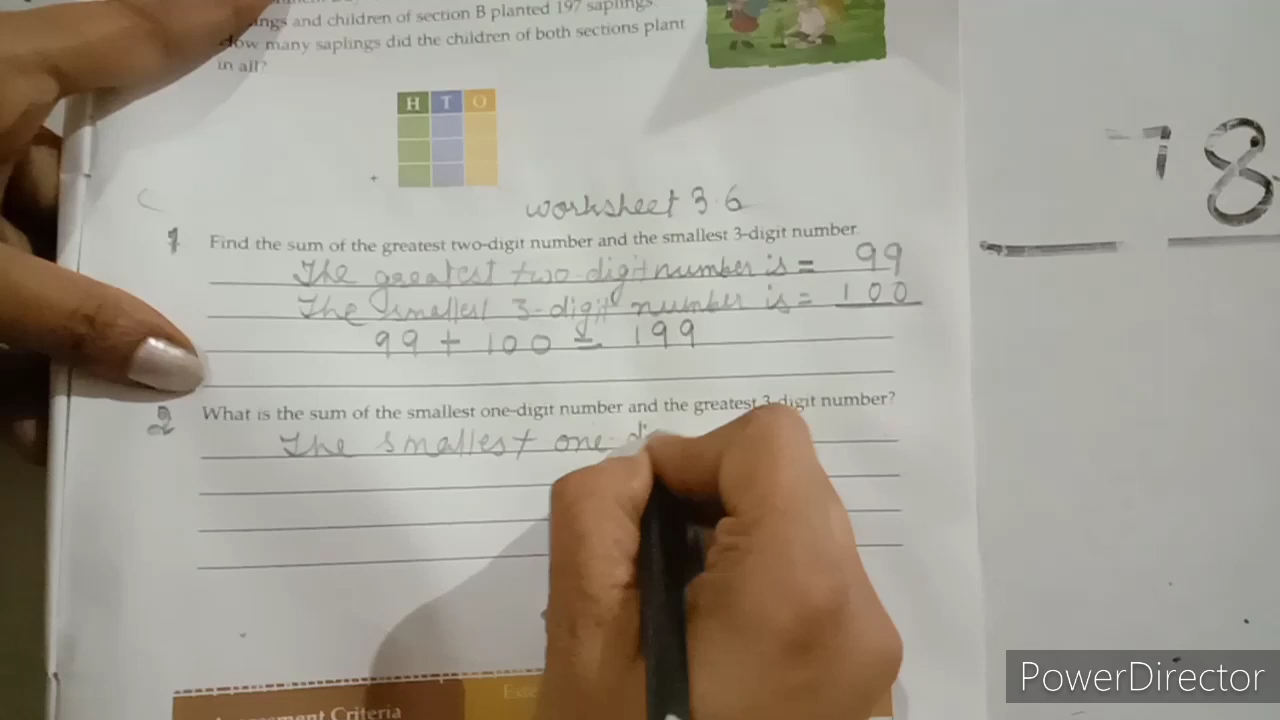 ings and children of section B planted 197 saplings.
How many saplings did the children of both sections plant
in all?
H T O
+
worksheet 3.6
1 Find the sum of the greatest two-digit number and the smallest 3-digit number.
The greatest two-digit number is = 99
The smallest 3-digit number is = 100
99 + 100 = 199
2 What is the sum of the smallest one-digit number and the greatest 3-digit number?
The smallest one-di
78
Criteria
PowerDirector